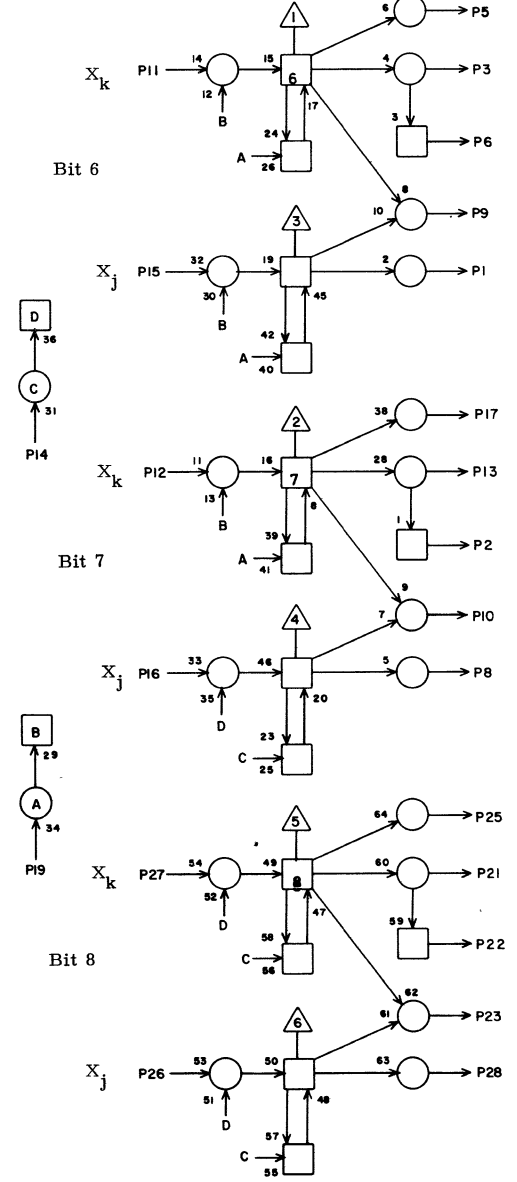 1
6 P5
X_k P11 14 15 6 4 P3
12 17 3
B
24 P6
A 26
Bit 6
8
3 10 P9
X_j P15 32 19 2 P1
30 45
B
D
36 42
A 40
C
31
2 38 P17
P14
X_k P12 11 16 7 28 P13
13 8 1
B
39 P2
A 41
Bit 7
9
4 7 P10
X_j P16 33 46 5 P8
35 20
D
B
29 23
C 25
A
34
5 64 P25
P19
X_k P27 54 49 8 60 P21
52 47 59
D
58 P22
C 56
Bit 8
62
6 61 P23
X_j P26 53 50 63 P28
51 48
D
57
C 55